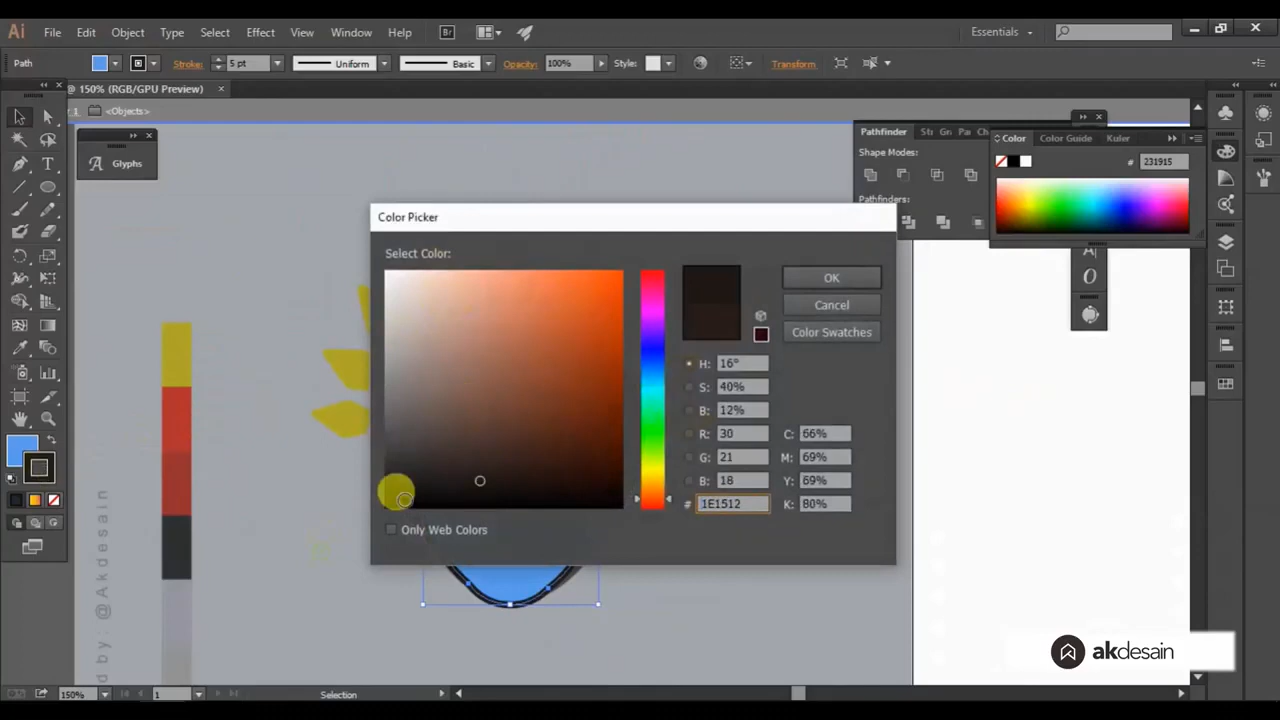 Ai File Edit Object Type Select Effect View Window Help Br Essentials
Path Stroke: 5 pt Uniform Basic Opacity: 100% Style: Transform
@ 150% (RGB/GPU Preview)
1 <Objects>
A Glyphs
Pathfinder Str Gr Pa Ch
Color Color Guide Kuler
Shape Modes:
# 231915
Pathfinders:
Color Picker
Select Color:
OK
Cancel
Color Swatches
H: 16°
S: 40%
B: 12%
R: 30 C: 66%
G: 21 M: 69%
B: 18 Y: 69%
# 1E1512 K: 80%
Only Web Colors
A
O
d by: @Akdesain
akdesain
150% 1 Selection